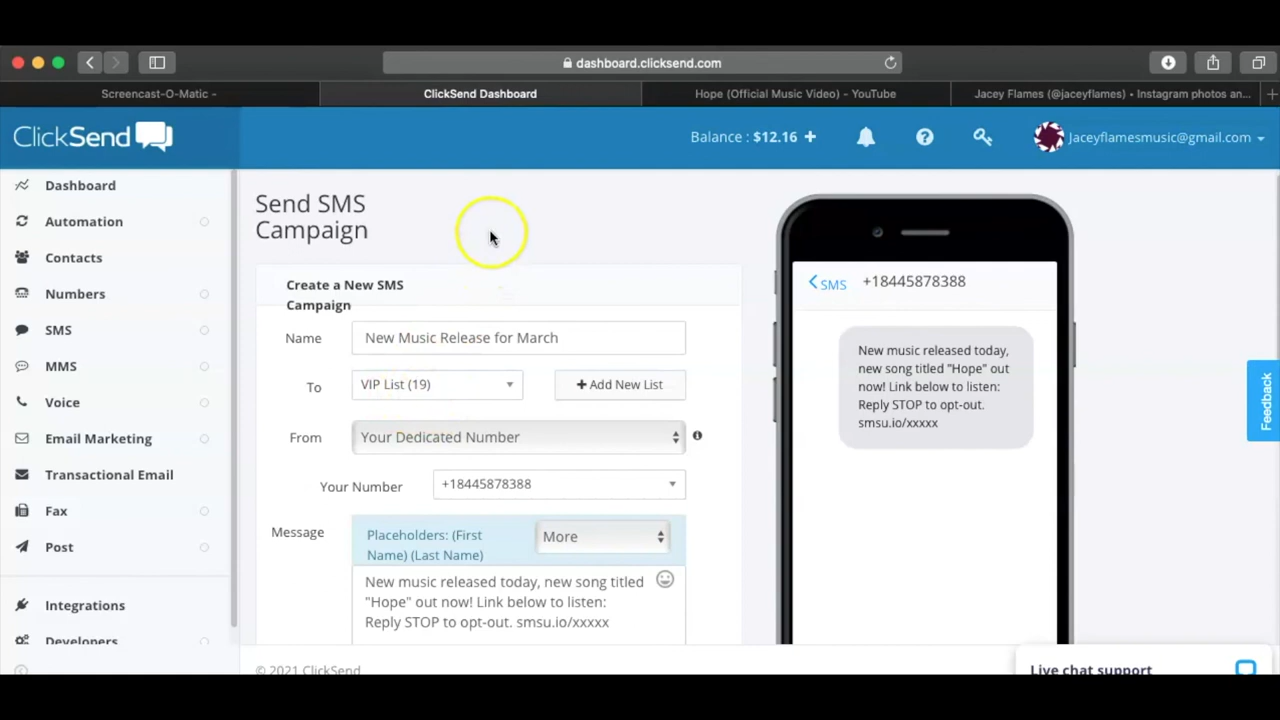 dashboard.clicksend.com
Screencast-O-Matic -
ClickSend Dashboard
Hope (Official Music Video) - YouTube
Jacey Flames (@jaceyflames) • Instagram photos an...
ClickSend
Balance : $12.16 +
Jaceyflamesmusic@gmail.com
Dashboard
Automation
Contacts
Numbers
SMS
MMS
Voice
Email Marketing
Transactional Email
Fax
Post
Integrations
Developers
Send SMS
Campaign
Create a New SMS
Campaign
Name
New Music Release for March
To
VIP List (19)
+ Add New List
From
Your Dedicated Number
Your Number
+18445878388
Message
Placeholders: (First
Name) (Last Name)
More
New music released today, new song titled
"Hope" out now! Link below to listen:
Reply STOP to opt-out. smsu.io/xxxxx
SMS
+18445878388
New music released today,
new song titled "Hope" out
now! Link below to listen:
Reply STOP to opt-out.
smsu.io/xxxxx
Feedback
© 2021 ClickSend
Live chat support